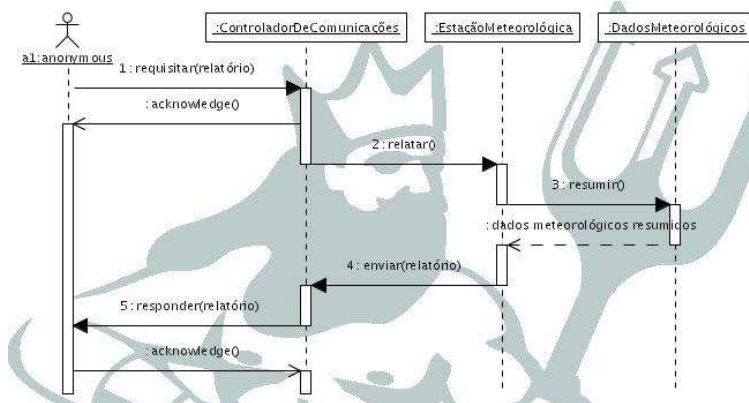 :ControladorDeComunicações
:EstaçãoMeteorológica
:DadosMeteorológicos
a1:anonymous
1 : requisitar(relatório)
: acknowledge()
2 : relatar()
3 : resumir()
: dados meteorológicos resumidos
4 : enviar(relatório)
5 : responder(relatório)
: acknowledge()